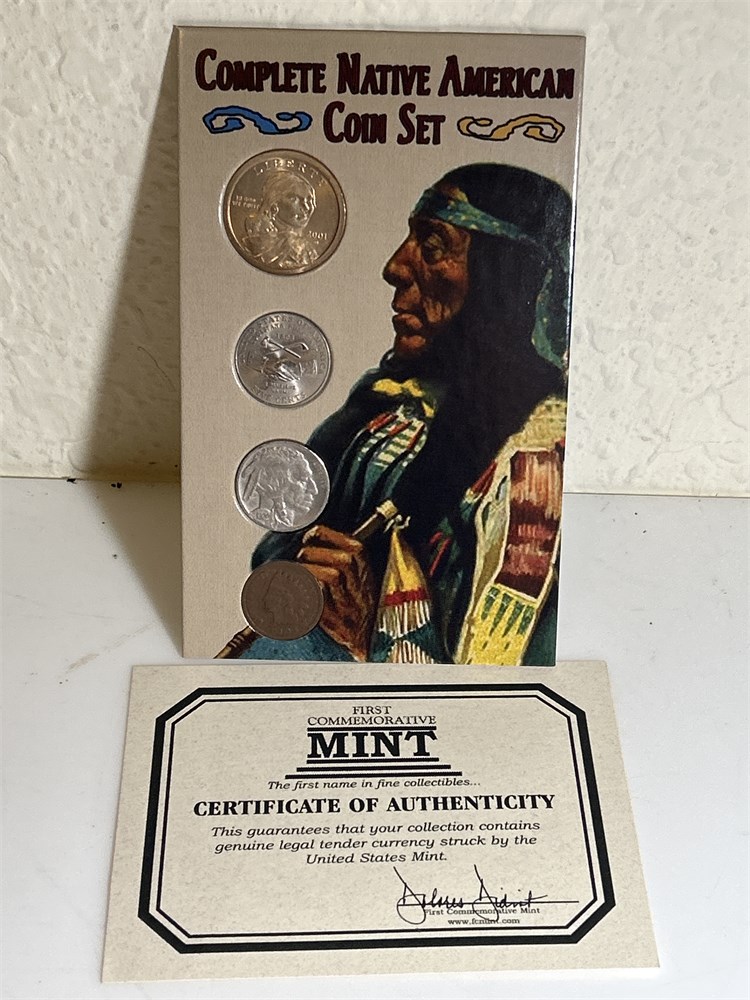 COMPLETE NATIVE AMERICAN
COIN SET
LIBERTY
2001
FIRST
COMMEMORATIVE
MINT
The first name in fine collectibles...
CERTIFICATE OF AUTHENTICITY
This guarantees that your collection contains
genuine legal tender currency struck by the
United States Mint.
First Commemorative Mint
www.fcmint.com